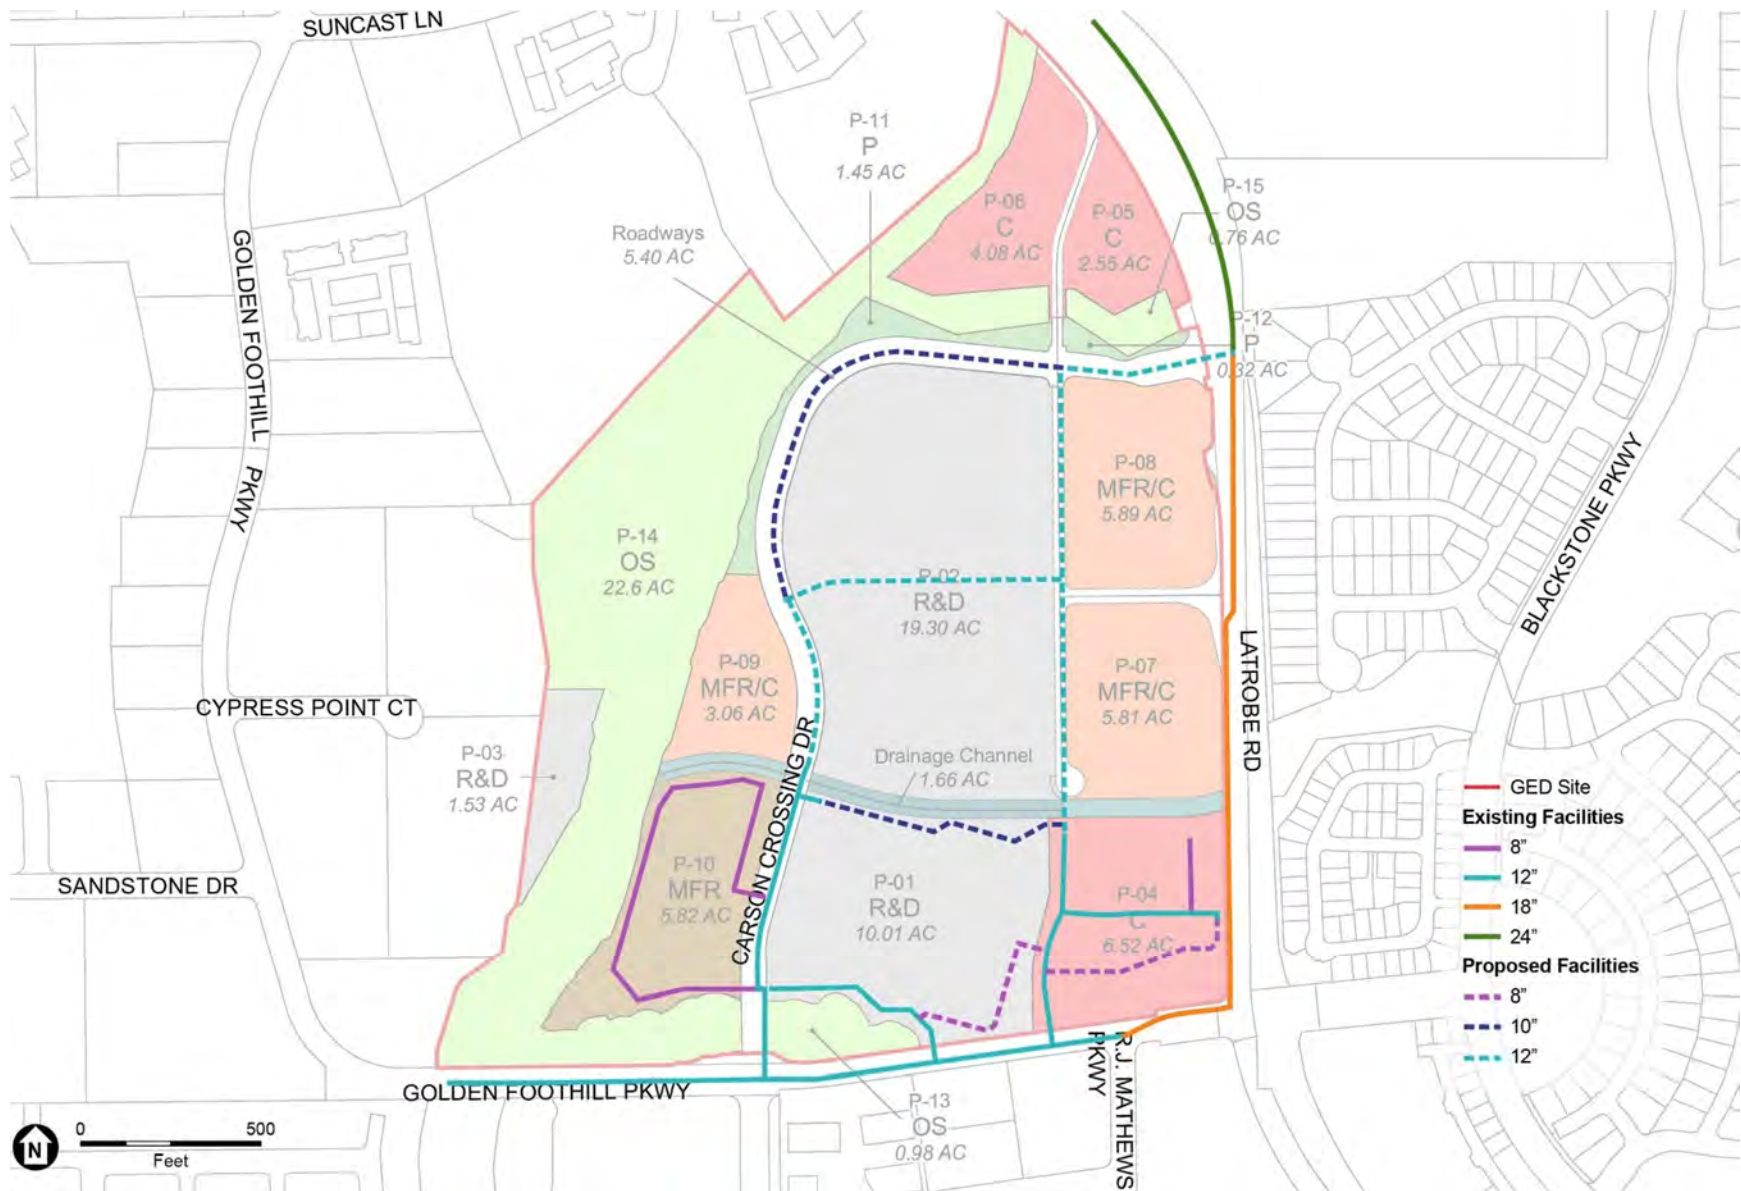 SUNCAST LN
P-11
P
1.45 AC
P-15
OS
0.76 AC
P-06
C
4.08 AC
P-05
C
2.55 AC
Roadways
5.40 AC
GOLDEN FOOTHILL PKWY
P-12
P
0.32 AC
P-08
MFR/C
5.89 AC
BLACKSTONE PKWY
P-14
OS
22.6 AC
P-02
R&D
19.30 AC
P-09
MFR/C
3.06 AC
P-07
MFR/C
5.81 AC
LATROBE RD
CYPRESS POINT CT
P-03
R&D
1.53 AC
Drainage Channel
1.66 AC
CARSON CROSSING DR
SANDSTONE DR
P-10
MFR
5.82 AC
P-01
R&D
10.01 AC
P-04
C
6.52 AC
GED Site
Existing Facilities
8"
12"
18"
24"
Proposed Facilities
8"
10"
12"
GOLDEN FOOTHILL PKWY
R.J. MATHEWS
PKWY
P-13
OS
0.98 AC
0 500
Feet
N